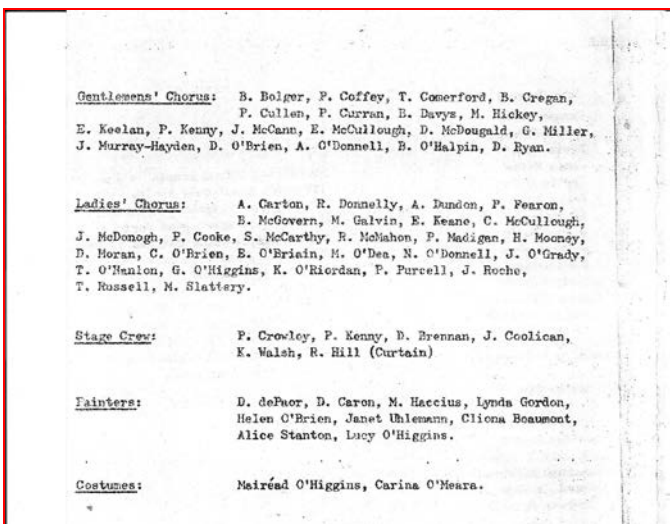 Gentlemens' Chorus: B. Bolger, P. Coffey, T. Comerford, B. Cregan,
P. Cullen, P. Curran, B. Davys, M. Hickey,
E. Keelan, P. Kenny, J. McCann, E. McCullough, D. McDougald, G. Miller,
J. Murray-Hayden, D. O'Brien, A. O'Donnell, B. O'Halpin, D. Ryan.
Ladies' Chorus: A. Carton, R. Donnelly, A. Dundon, P. Fearon,
B. McGovern, M. Galvin, E. Keane, C. McCullough,
J. McDonogh, P. Cooke, S. McCarthy, R. McMahon, P. Madigan, H. Mooney,
D. Moran, C. O'Brien, E. O'Briain, M. O'Dea, N. O'Donnell, J. O'Grady,
T. O'Hanlon, G. O'Higgins, K. O'Riordan, P. Purcell, J. Roche,
T. Russell, M. Slattery.
Stage Crew: P. Crowley, P. Kenny, D. Brennan, J. Coolican,
K. Walsh, R. Hill (Curtain)
Painters: D. dePaor, D. Caron, M. Haccius, Lynda Gordon,
Helen O'Brien, Janet Uhlemann, Cliona Beaumont,
Alice Stanton, Lucy O'Higgins.
Costumes: Mairéad O'Higgins, Carina O'Meara.